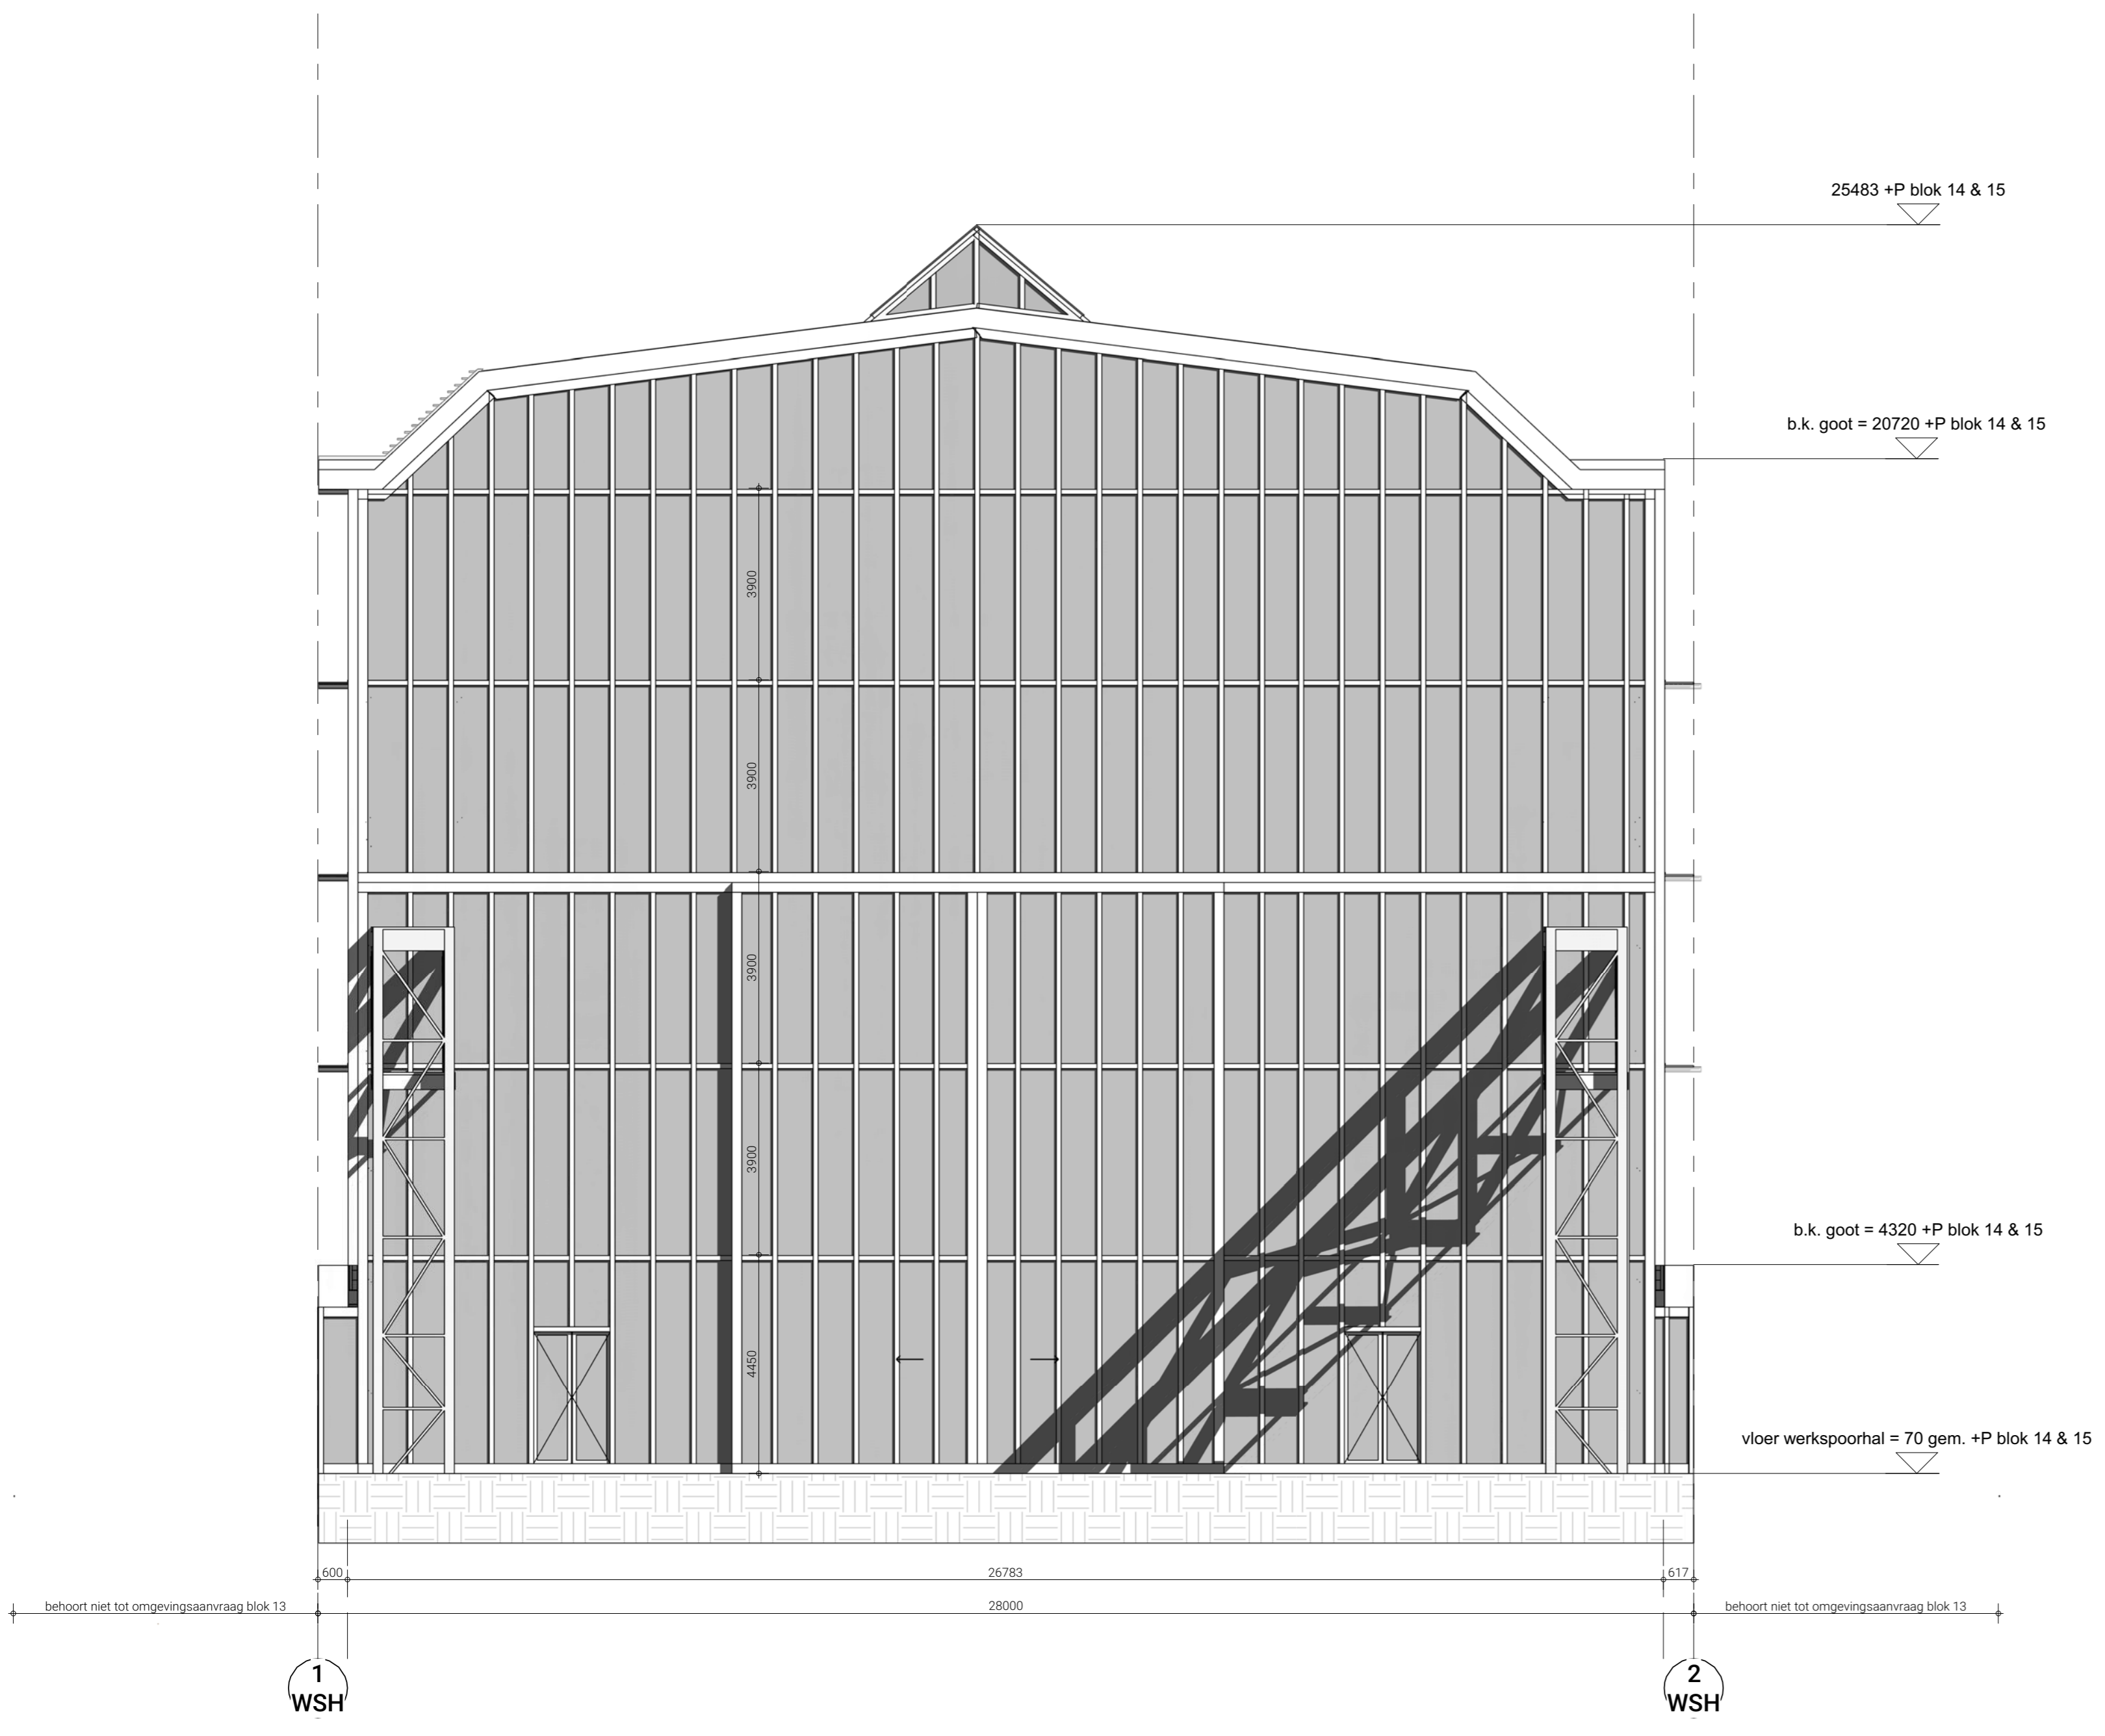 25483 +P blok 14 & 15
b.k. goot = 20720 +P blok 14 & 15
3900
3900
3900
3900
b.k. goot = 4320 +P blok 14 & 15
4450
vloer werkspoorhal = 70 gem. +P blok 14 & 15
600
26783
617
behoort niet tot omgevingsaanvraag blok 13
28000
behoort niet tot omgevingsaanvraag blok 13
1
WSH
2
WSH